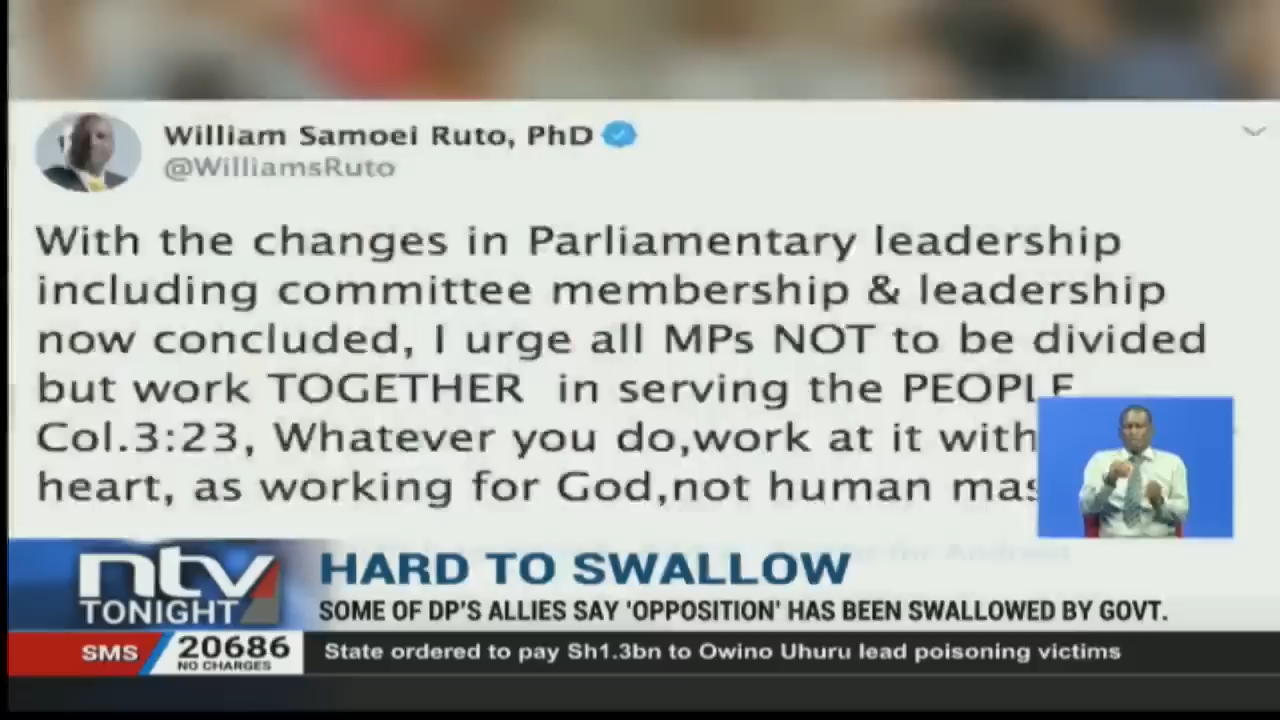 William Samoei Ruto, PhD
@WilliamsRuto
With the changes in Parliamentary leadership
including committee membership & leadership
now concluded, I urge all MPs NOT to be divided
but work TOGETHER in serving the PEOPLE
Col.3:23, Whatever you do,work at it with
heart, as working for God,not human mas
for Android
ntv
TONIGHT
HARD TO SWALLOW
SOME OF DP'S ALLIES SAY 'OPPOSITION' HAS BEEN SWALLOWED BY GOVT.
SMS
20686
NO CHARGES
State ordered to pay Sh1.3bn to Owino Uhuru lead poisoning victims